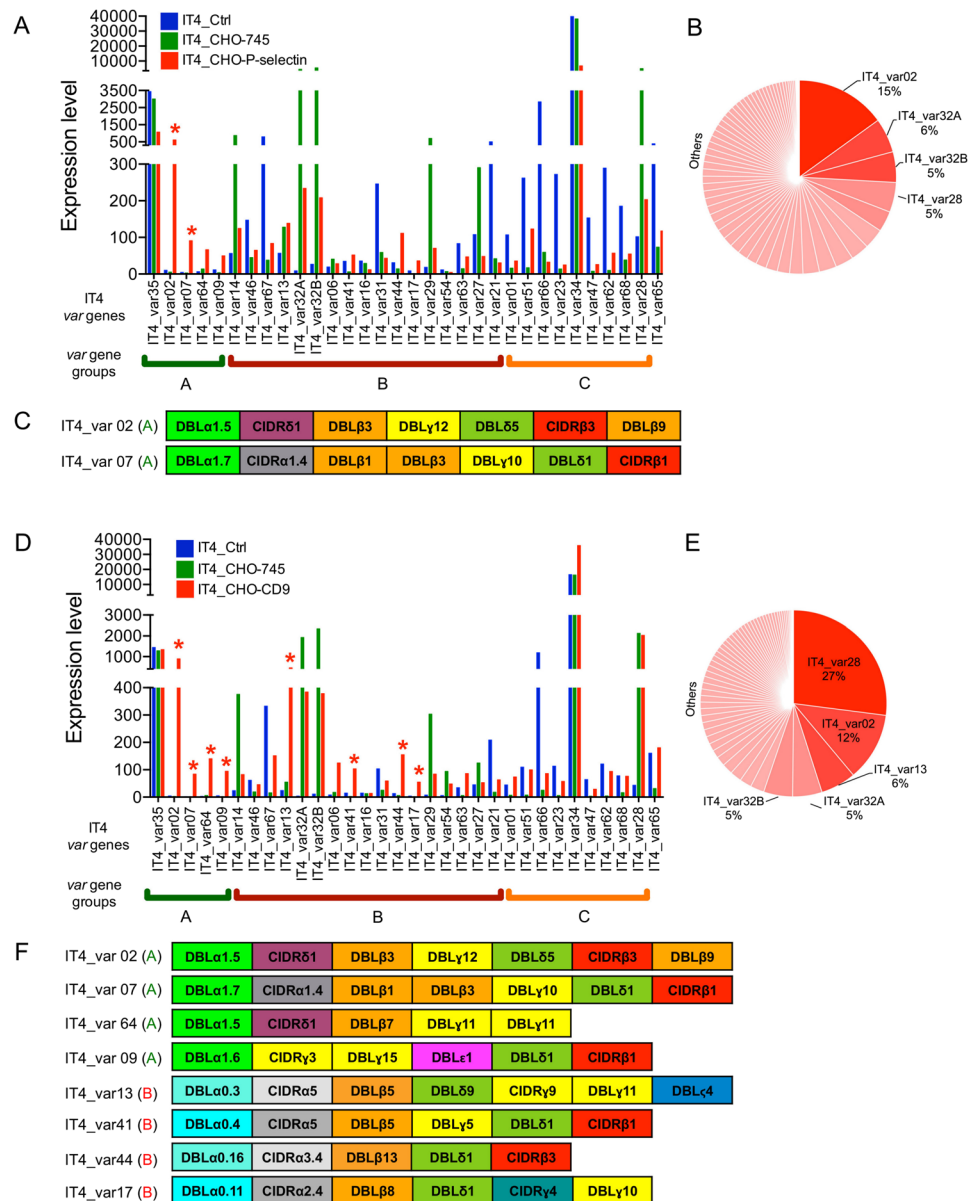 A
IT4_Ctrl
IT4_CHO-745
IT4_CHO-P-selectin
Expression level
40000
30000
20000
10000
3500
2500
1500
500
300
200
100
0
*
*
IT4
var genes
IT4_var35
IT4_var02
IT4_var07
IT4_var64
IT4_var09
IT4_var14
IT4_var46
IT4_var67
IT4_var13
IT4_var32A
IT4_var32B
IT4_var06
IT4_var41
IT4_var16
IT4_var31
IT4_var44
IT4_var17
IT4_var29
IT4_var54
IT4_var63
IT4_var27
IT4_var21
IT4_var01
IT4_var51
IT4_var66
IT4_var23
IT4_var34
IT4_var47
IT4_var62
IT4_var68
IT4_var28
IT4_var65
var gene
groups
A
B
C
B
IT4_var02
15%
IT4_var32A
6%
IT4_var32B
5%
IT4_var28
5%
Others
C
IT4_var 02 (A) DBLα1.5 CIDRδ1 DBLβ3 DBLγ12 DBLδ5 CIDRβ3 DBLβ9
IT4_var 07 (A) DBLα1.7 CIDRα1.4 DBLβ1 DBLβ3 DBLγ10 DBLδ1 CIDRβ1
D
IT4_Ctrl
IT4_CHO-745
IT4_CHO-CD9
Expression level
40000
30000
20000
10000
3000
2000
1000
400
300
200
100
0
*
*
*
*
*
*
*
*
IT4
var genes
IT4_var35
IT4_var02
IT4_var07
IT4_var64
IT4_var09
IT4_var14
IT4_var46
IT4_var67
IT4_var13
IT4_var32A
IT4_var32B
IT4_var06
IT4_var41
IT4_var16
IT4_var31
IT4_var44
IT4_var17
IT4_var29
IT4_var54
IT4_var63
IT4_var27
IT4_var21
IT4_var01
IT4_var51
IT4_var66
IT4_var23
IT4_var34
IT4_var47
IT4_var62
IT4_var68
IT4_var28
IT4_var65
var gene
groups
A
B
C
E
IT4_var28
27%
IT4_var02
12%
IT4_var13
6%
IT4_var32A
5%
IT4_var32B
5%
Others
F
IT4_var 02 (A) DBLα1.5 CIDRδ1 DBLβ3 DBLγ12 DBLδ5 CIDRβ3 DBLβ9
IT4_var 07 (A) DBLα1.7 CIDRα1.4 DBLβ1 DBLβ3 DBLγ10 DBLδ1 CIDRβ1
IT4_var 64 (A) DBLα1.5 CIDRδ1 DBLβ7 DBLγ11 DBLγ11
IT4_var 09 (A) DBLα1.6 CIDRγ3 DBLγ15 DBLε1 DBLδ1 CIDRβ1
IT4_var13 (B) DBLα0.3 CIDRα5 DBLβ5 DBLδ9 CIDRγ9 DBLγ11 DBLς4
IT4_var41 (B) DBLα0.4 CIDRα5 DBLβ5 DBLγ5 DBLδ1 CIDRβ1
IT4_var44 (B) DBLα0.16 CIDRα3.4 DBLβ13 DBLδ1 CIDRβ3
IT4_var17 (B) DBLα0.11 CIDRα2.4 DBLβ8 DBLδ1 CIDRγ4 DBLγ10